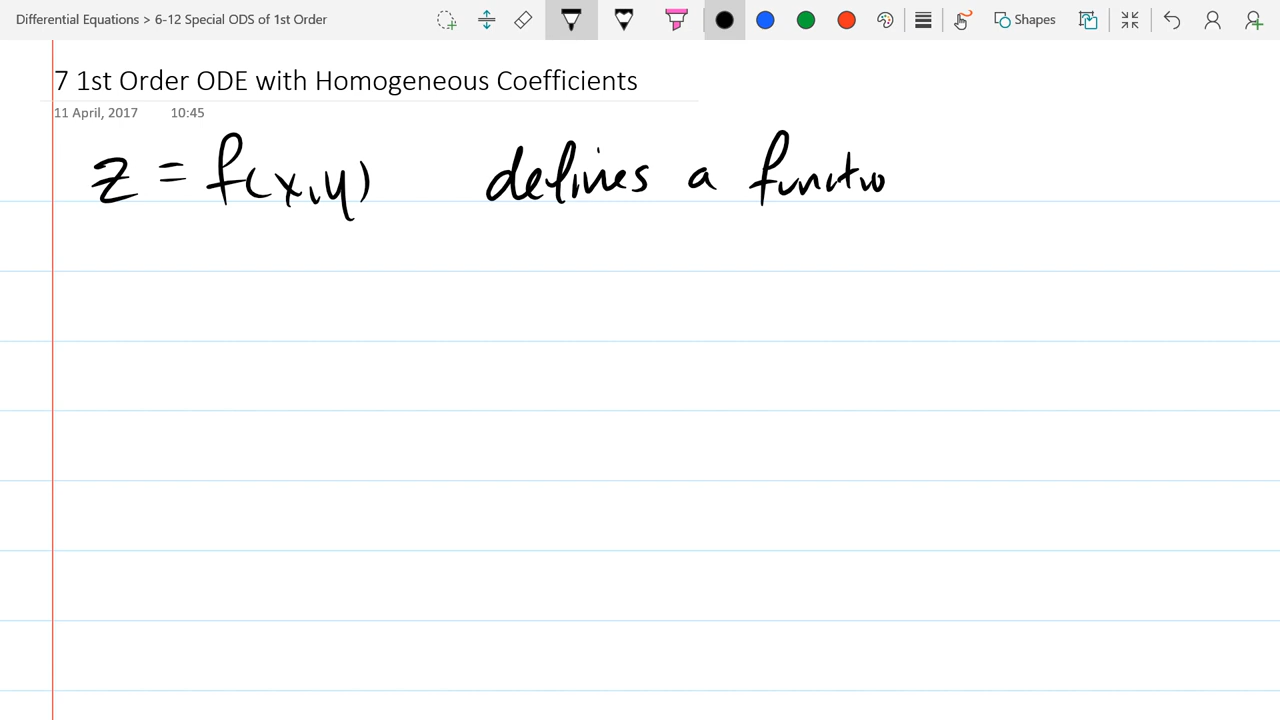 Differential Equations > 6-12 Special ODS of 1st Order
Shapes
7 1st Order ODE with Homogeneous Coefficients
11 April, 2017 10:45
z = f(x,y) defines a functio